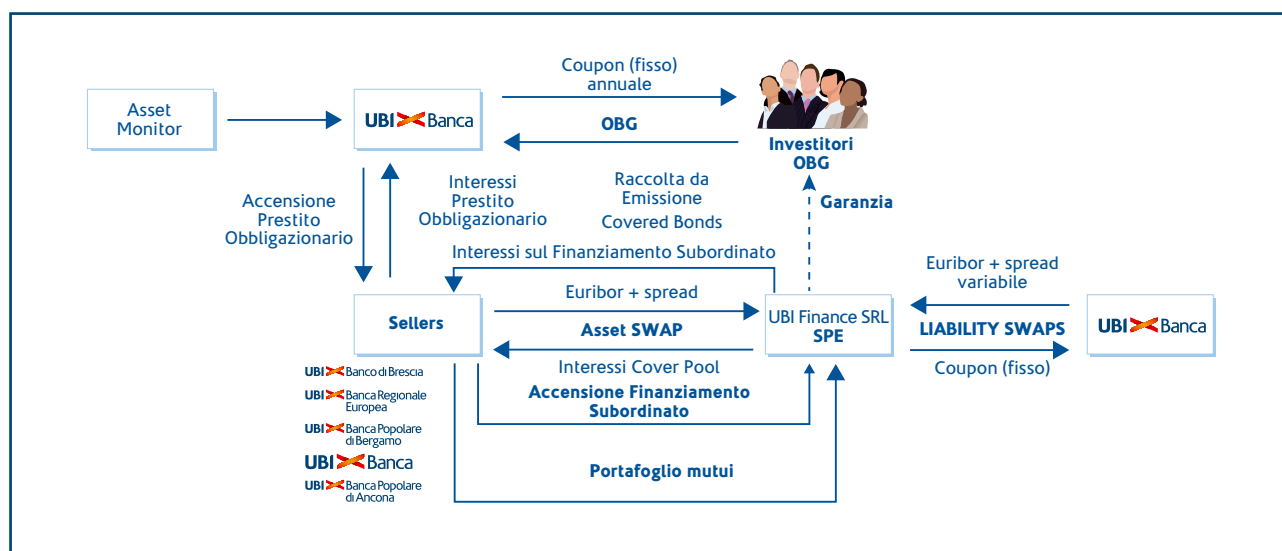 Coupon (fisso)
annuale
Asset
Monitor
UBI Banca
OBG
Investitori
OBG
Accensione
Prestito
Obbligazionario
Interessi
Prestito
Obbligazionario
Raccolta da
Emissione
Covered Bonds
Garanzia
Interessi sul Finanziamento Subordinato
Euribor + spread
variabile
Sellers
Euribor + spread
Asset SWAP
Interessi Cover Pool
UBI Finance SRL
SPE
LIABILITY SWAPS
Coupon (fisso)
UBI Banca
Accensione Finanziamento
Subordinato
UBI Banco di Brescia
UBI Banca Regionale
Europea
UBI Banca Popolare
di Bergamo
UBI Banca
UBI Banca Popolare
di Ancona
Portafoglio mutui